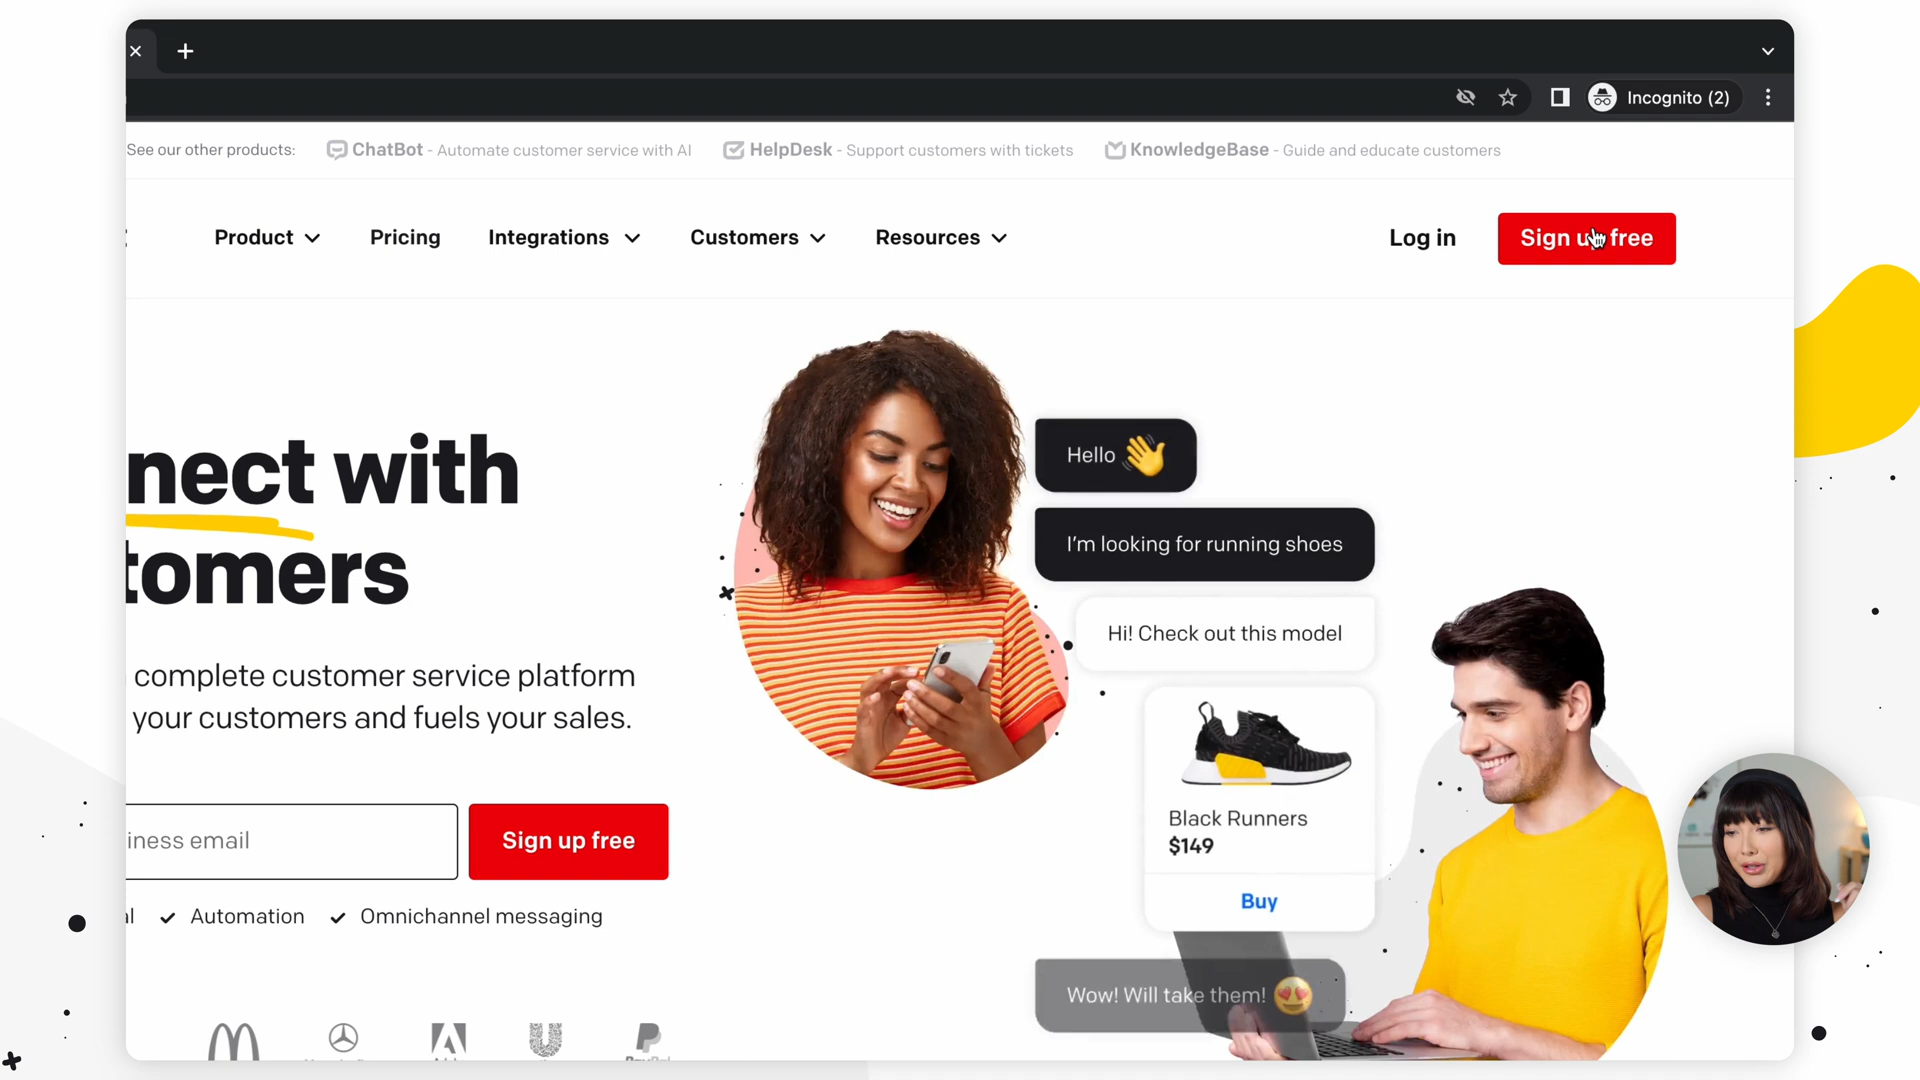 Incognito (2)
See our other products:
ChatBot - Automate customer service with AI
HelpDesk - Support customers with tickets
KnowledgeBase - Guide and educate customers
Product
Pricing
Integrations
Customers
Resources
Log in
Sign up free
nnect with
tomers
complete customer service platform
your customers and fuels your sales.
iness email
Sign up free
al
Automation
Omnichannel messaging
Hello 👋
I'm looking for running shoes
Hi! Check out this model
Black Runners
$149
Buy
Wow! Will take them! 😍